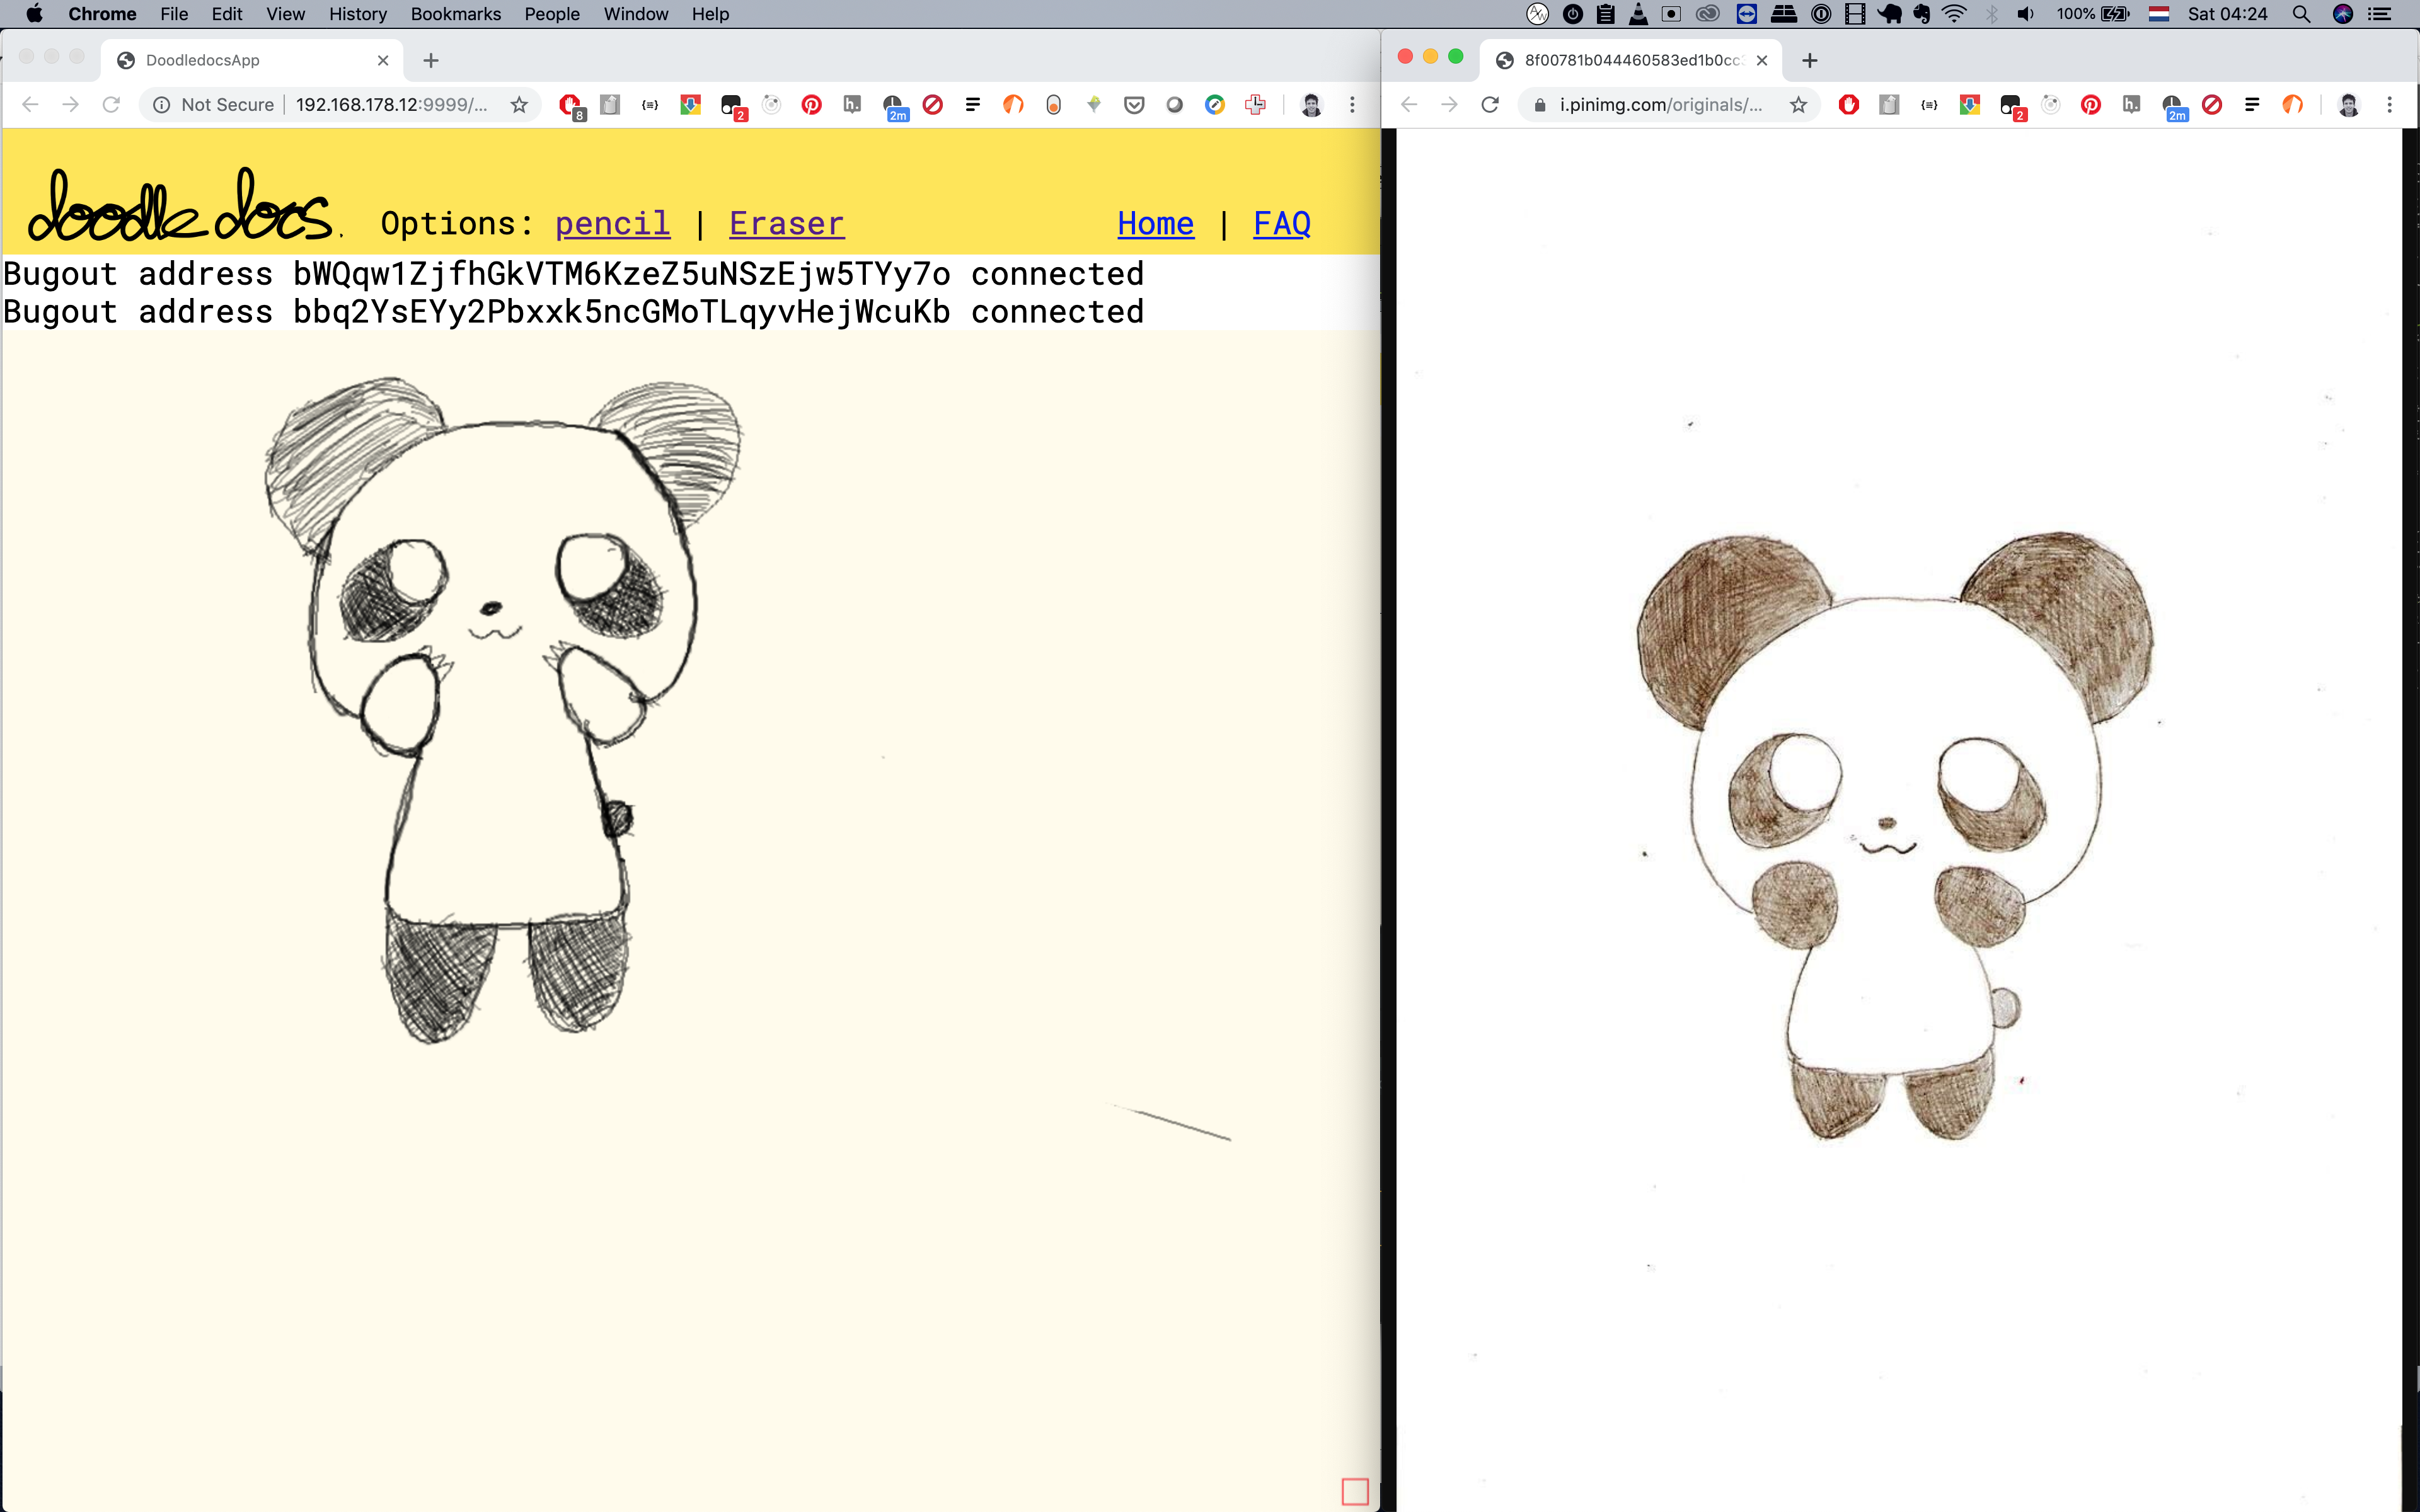 Chrome File Edit View History Bookmarks People Window Help
100% Sat 04:24
DoodledocsApp
Not Secure 192.168.178.12:9999/...
8 2 h. 2m
8f00781b044460583ed1b0cc
i.pinimg.com/originals/...
2 h. 2m
doodle docs.
Options: pencil | Eraser
Home | FAQ
Bugout address bWQqw1ZjfhGkVTM6KzeZ5uNSzEjw5TYy7o connected
Bugout address bbq2YsEYy2Pbxxk5ncGMoTLqyvHejWcuKb connected